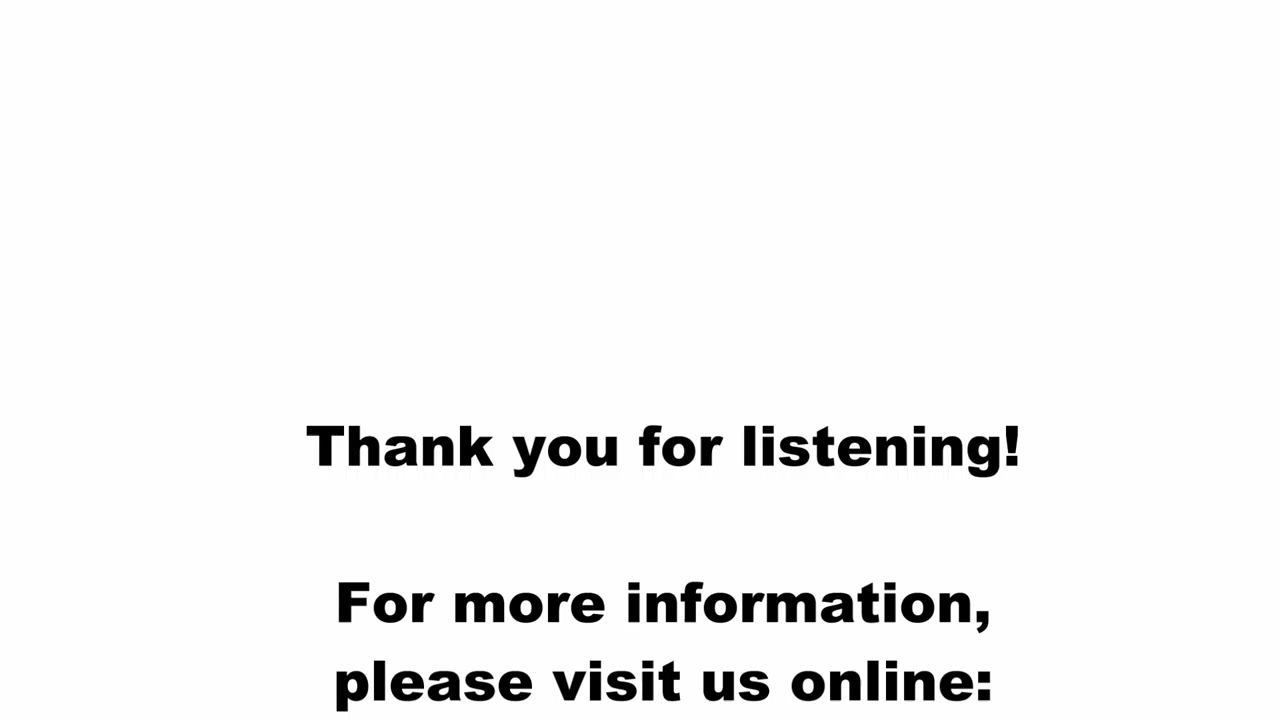 Thank you for listening!
For more information,
please visit us online: